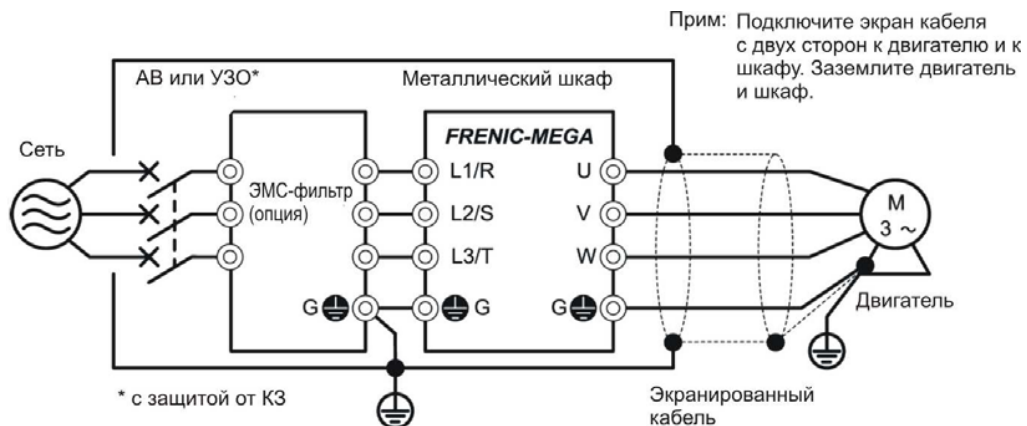 Прим: Подключите экран кабеля
с двух сторон к двигателю и к
шкафу. Заземлите двигатель
и шкаф.
АВ или УЗО*
Металлический шкаф
FRENIC-MEGA
Сеть
ЭМС-фильтр
(опция)
L1/R
U
L2/S
V
L3/T
W
G
G
G
M
3 ~
Двигатель
* с защитой от КЗ
Экранированный
кабель